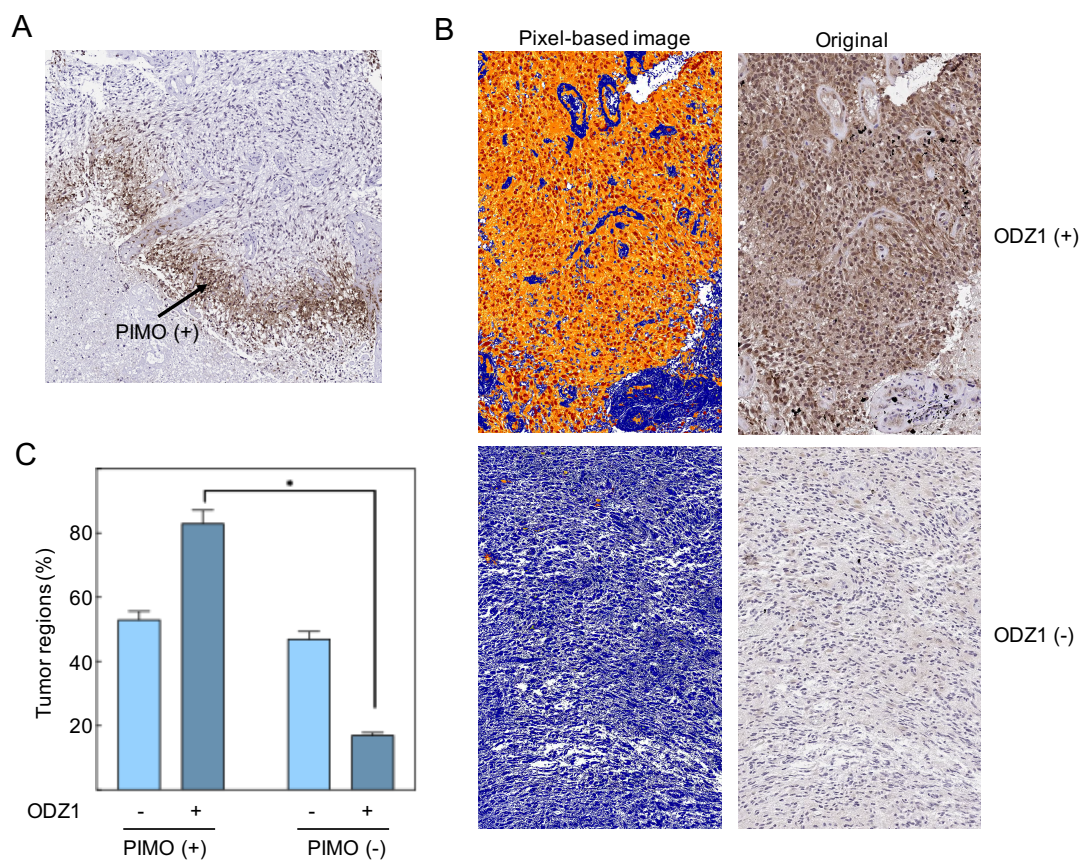 A
PIMO (+)
B
Pixel-based image
Original
ODZ1 (+)
ODZ1 (-)
C
Tumor regions (%)
80
60
40
20
*
ODZ1
- + - +
PIMO (+) PIMO (-)